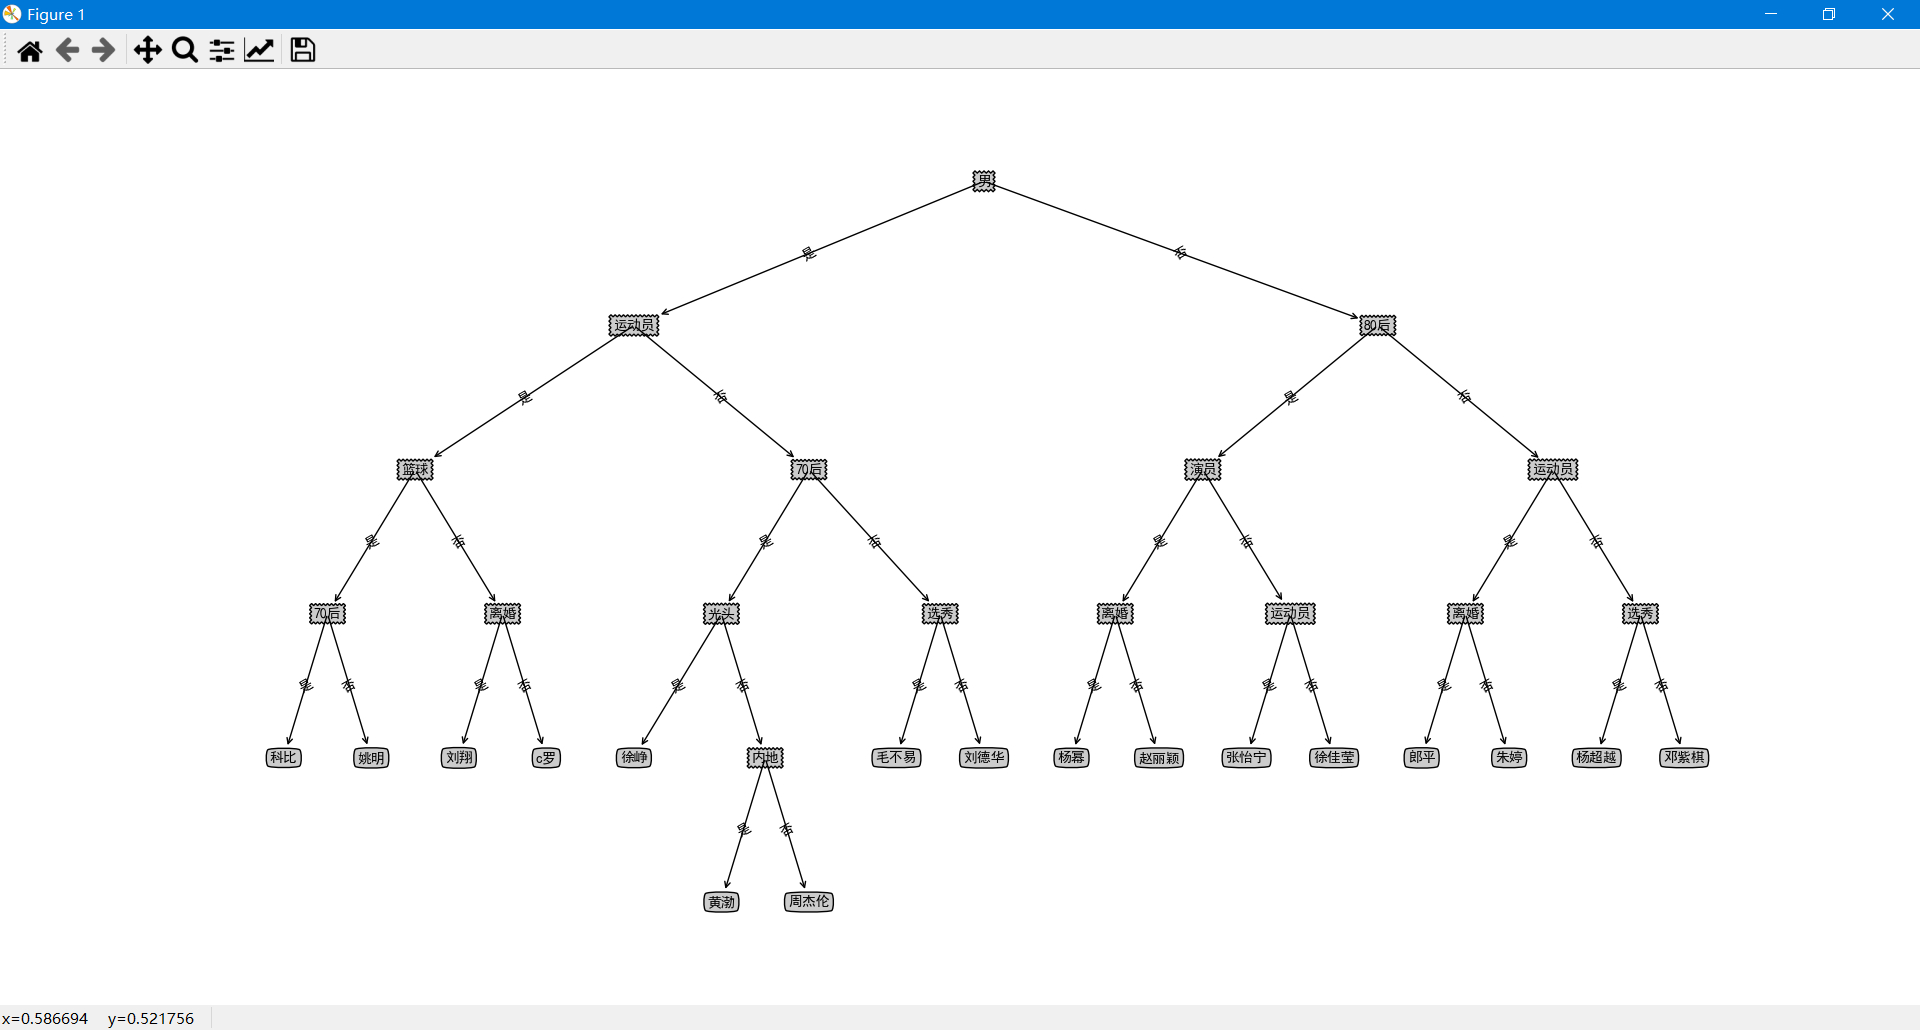 Figure 1
男
是
否
运动员
80后
是
否
是
否
篮球
70后
演员
运动员
是
否
是
否
是
否
是
否
70后
离婚
光头
选秀
离婚
运动员
离婚
选秀
是
否
是
否
是
否
是
否
是
否
是
否
是
否
是
否
科比
姚明
刘翔
c罗
徐峥
内地
毛不易
刘德华
杨幂
赵丽颖
张怡宁
徐佳莹
郎平
朱婷
杨超越
邓紫棋
是
否
黄渤
周杰伦
x=0.586694 y=0.521756